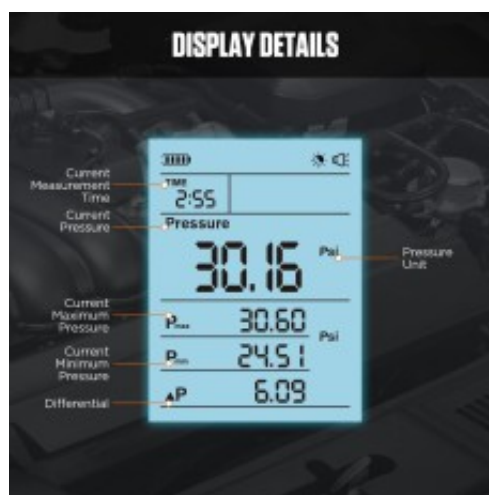 DISPLAY DETAILS
TIME
2:55
Current
Measurement
Time
Pressure
Current
Pressure
30.16 Psi
Pressure
Unit
Current
Maximum
Pressure
Pmax 30.60
Psi
Current
Minimum
Pressure
Pmin 24.51
Differential
▲P 6.09